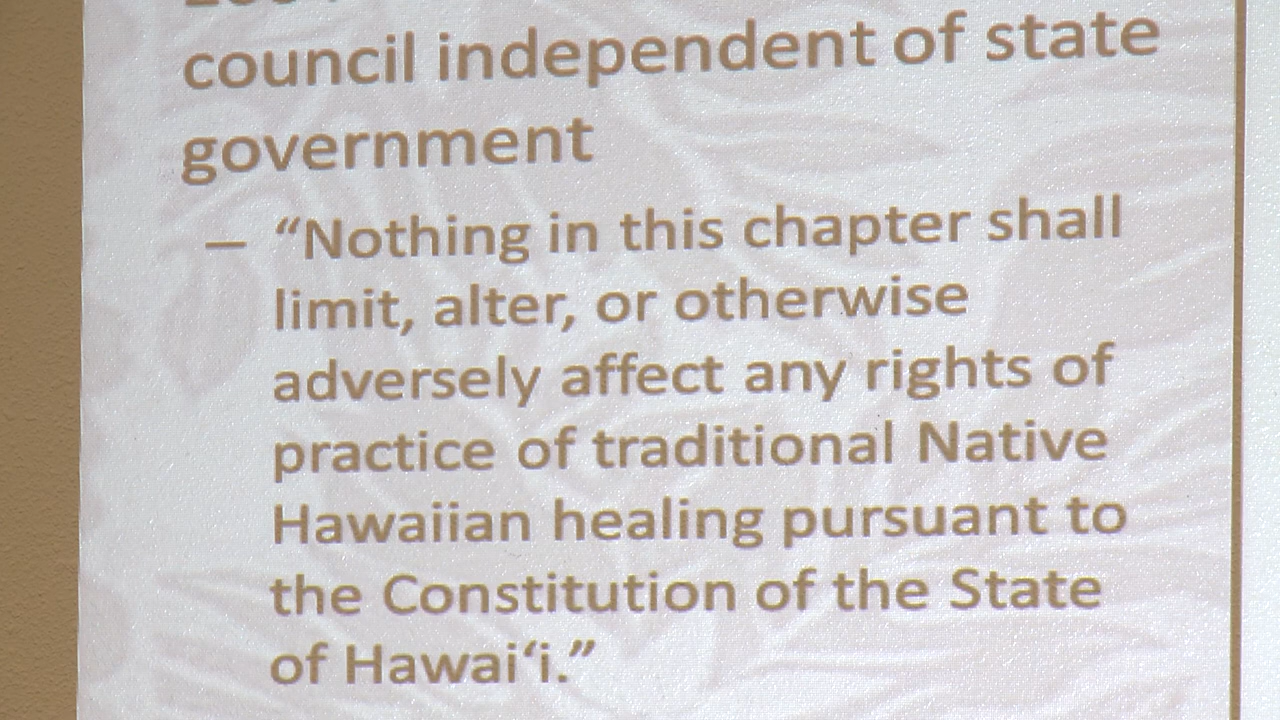 council independent of state
government
– “Nothing in this chapter shall
limit, alter, or otherwise
adversely affect any rights of
practice of traditional Native
Hawaiian healing pursuant to
the Constitution of the State
of Hawaiʻi.”